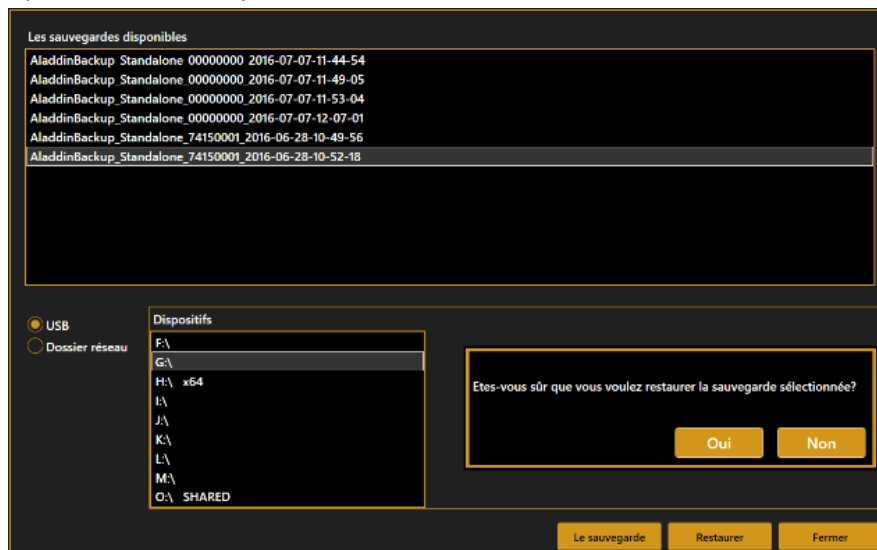 Les sauvegardes disponibles
AladdinBackup_Standalone_00000000_2016-07-07-11-44-54
AladdinBackup_Standalone_00000000_2016-07-07-11-49-05
AladdinBackup_Standalone_00000000_2016-07-07-11-53-04
AladdinBackup_Standalone_00000000_2016-07-07-12-07-01
AladdinBackup_Standalone_74150001_2016-06-28-10-49-56
AladdinBackup_Standalone_74150001_2016-06-28-10-52-18
USB
Dossier réseau
Dispositifs
F:\
G:\
H:\ x64
I:\
J:\
K:\
L:\
M:\
O:\ SHARED
Etes-vous sûr que vous voulez restaurer la sauvegarde sélectionnée?
Oui
Non
Le sauvegarde
Restaurer
Fermer